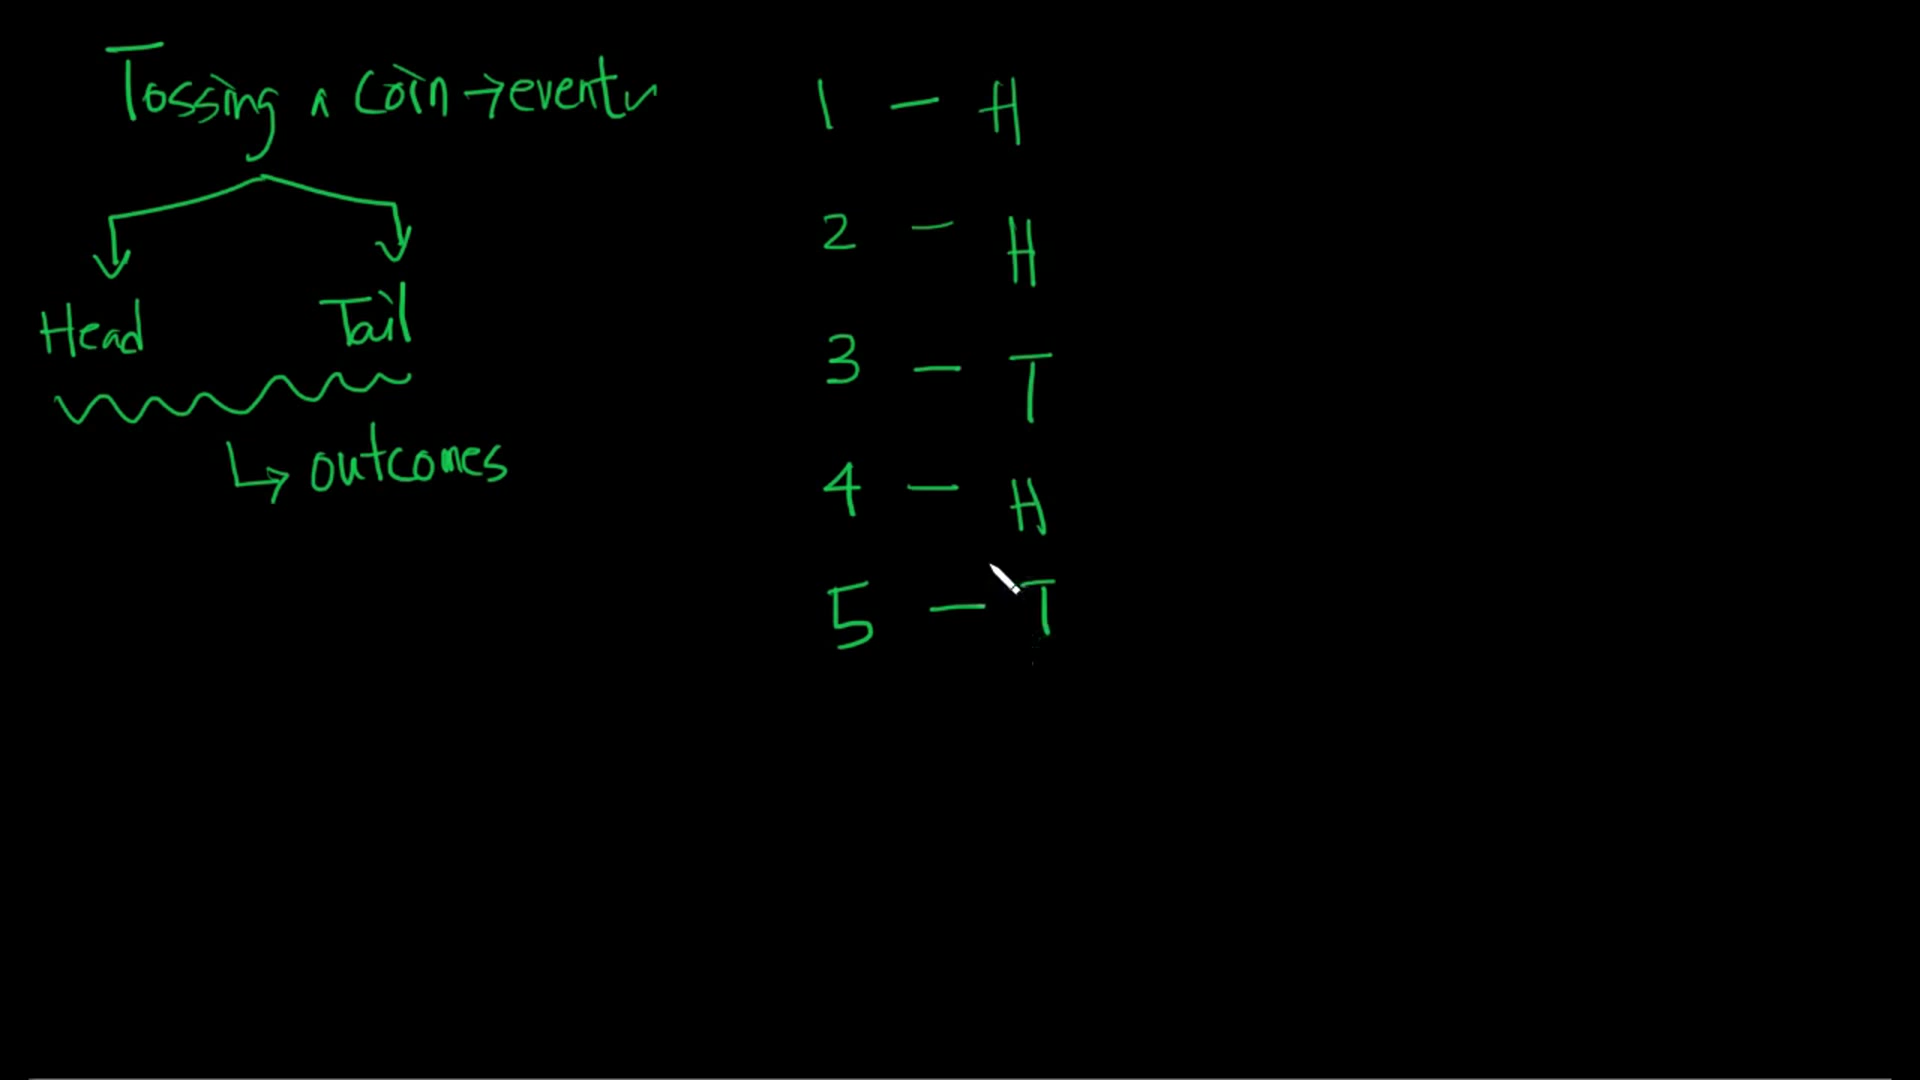 Tossing a Coin → event
Head Tail
↳ outcomes
1 - H
2 - H
3 - T
4 - H
5 - T